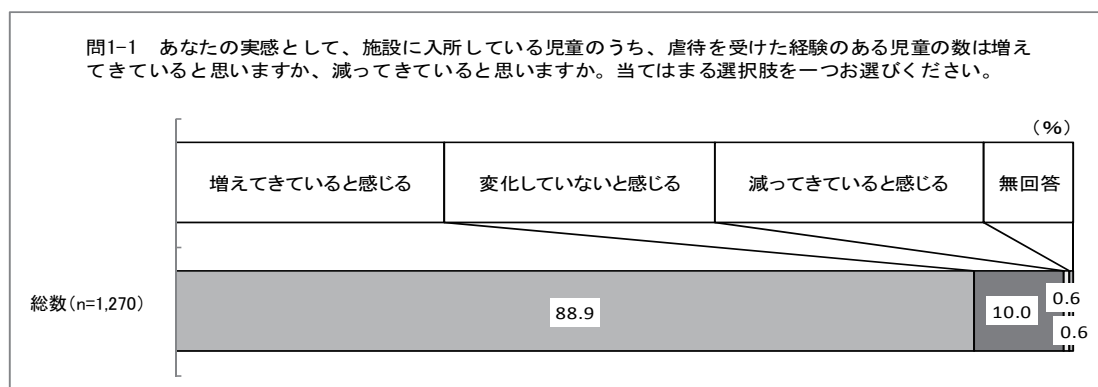 問1-1　あなたの実感として、施設に入所している児童のうち、虐待を受けた経験のある児童の数は増え
てきていると思いますか、減ってきていると思いますか。当てはまる選択肢を一つお選びください。
（%）
増えてきていると感じる
変化していないと感じる
減ってきていると感じる
無回答
総数(n=1,270)
88.9
10.0
0.6
0.6